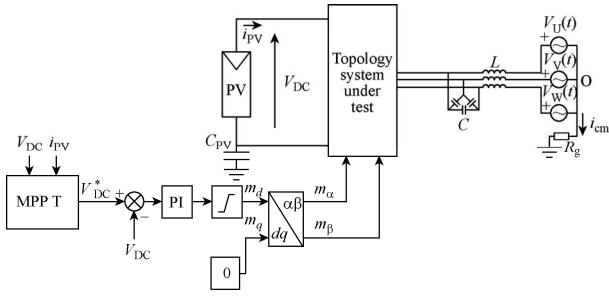 i_PV
Topology
system
under
test
V_U(t)
+
V_V(t)
+
V_W(t)
+
L
O
PV
V_DC
C
i_cm
R_g
C_PV
V_DC i_PV
MPP T
V*_DC
+
−
V_DC
PI
m_d
m_q
αβ
dq
m_α
m_β
0